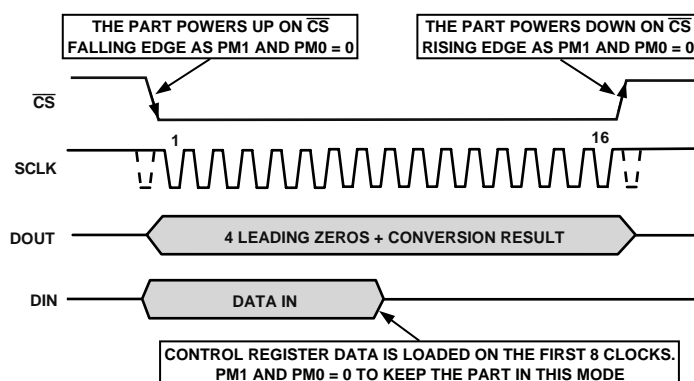 THE PART POWERS UP ON CS
FALLING EDGE AS PM1 AND PM0 = 0
THE PART POWERS DOWN ON CS
RISING EDGE AS PM1 AND PM0 = 0
CS
1
16
SCLK
DOUT
4 LEADING ZEROS + CONVERSION RESULT
DIN
DATA IN
CONTROL REGISTER DATA IS LOADED ON THE FIRST 8 CLOCKS.
PM1 AND PM0 = 0 TO KEEP THE PART IN THIS MODE